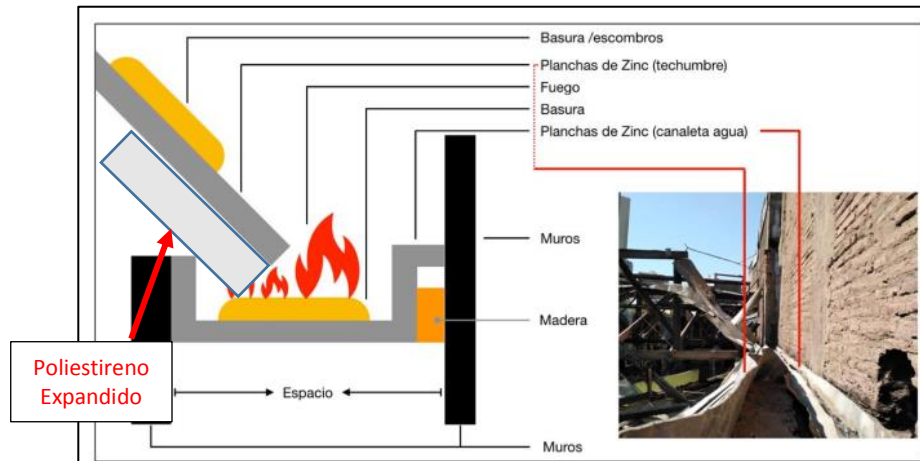 Basura /escombros
Planchas de Zinc (techumbre)
Fuego
Basura
Planchas de Zinc (canaleta agua)
Muros
Madera
Poliestireno
Expandido
Espacio
Muros